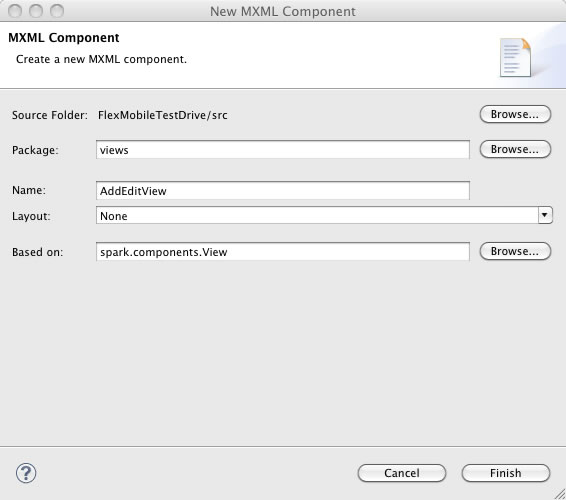 New MXML Component
MXML Component
Create a new MXML component.
Source Folder: FlexMobileTestDrive/src Browse...
Package: views Browse...
Name: AddEditView
Layout: None
Based on: spark.components.View Browse...
? Cancel Finish